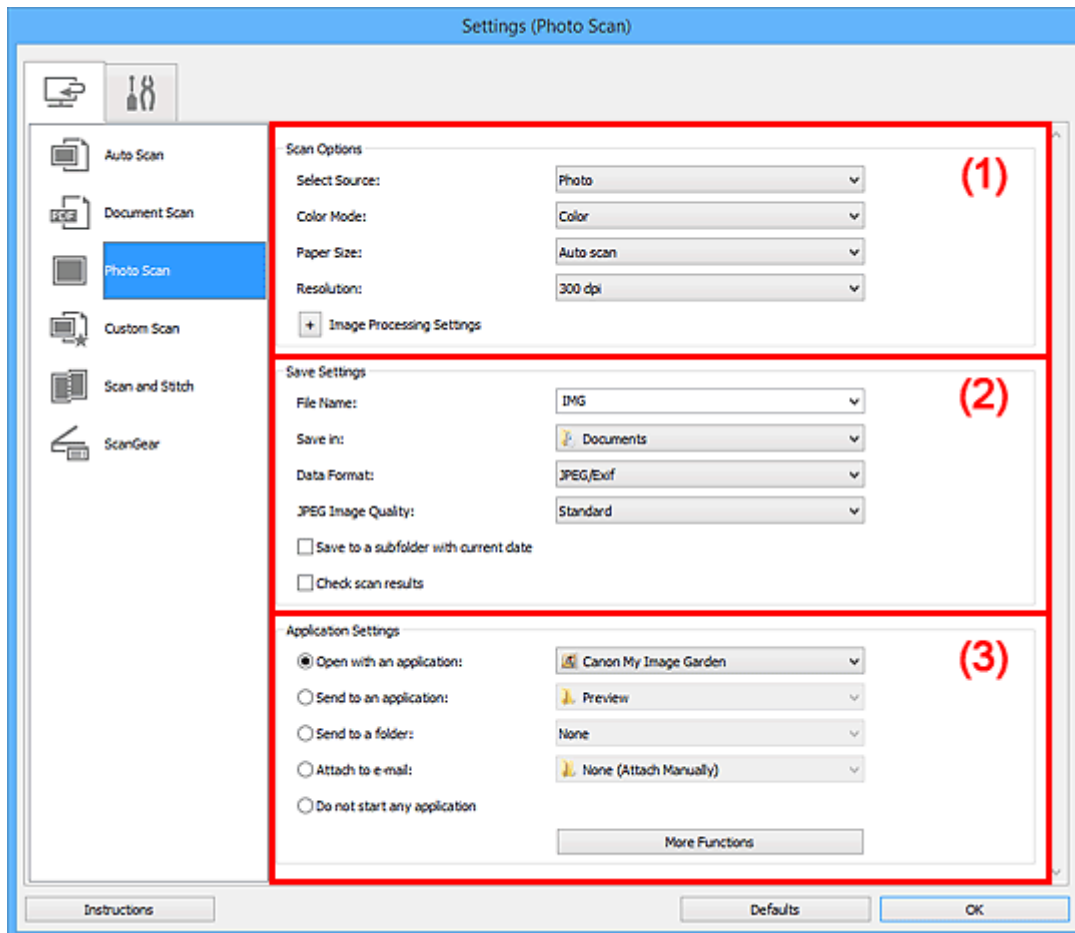 Settings (Photo Scan)
Auto Scan
Document Scan
Photo Scan
Custom Scan
Scan and Stitch
ScanGear
Scan Options
(1)
Select Source: Photo
Color Mode: Color
Paper Size: Auto scan
Resolution: 300 dpi
+ Image Processing Settings
Save Settings
(2)
File Name: IMG
Save in: Documents
Data Format: JPEG/Exif
JPEG Image Quality: Standard
Save to a subfolder with current date
Check scan results
Application Settings
(3)
Open with an application: Canon My Image Garden
Send to an application: Preview
Send to a folder: None
Attach to e-mail: None (Attach Manually)
Do not start any application
More Functions
Instructions Defaults OK